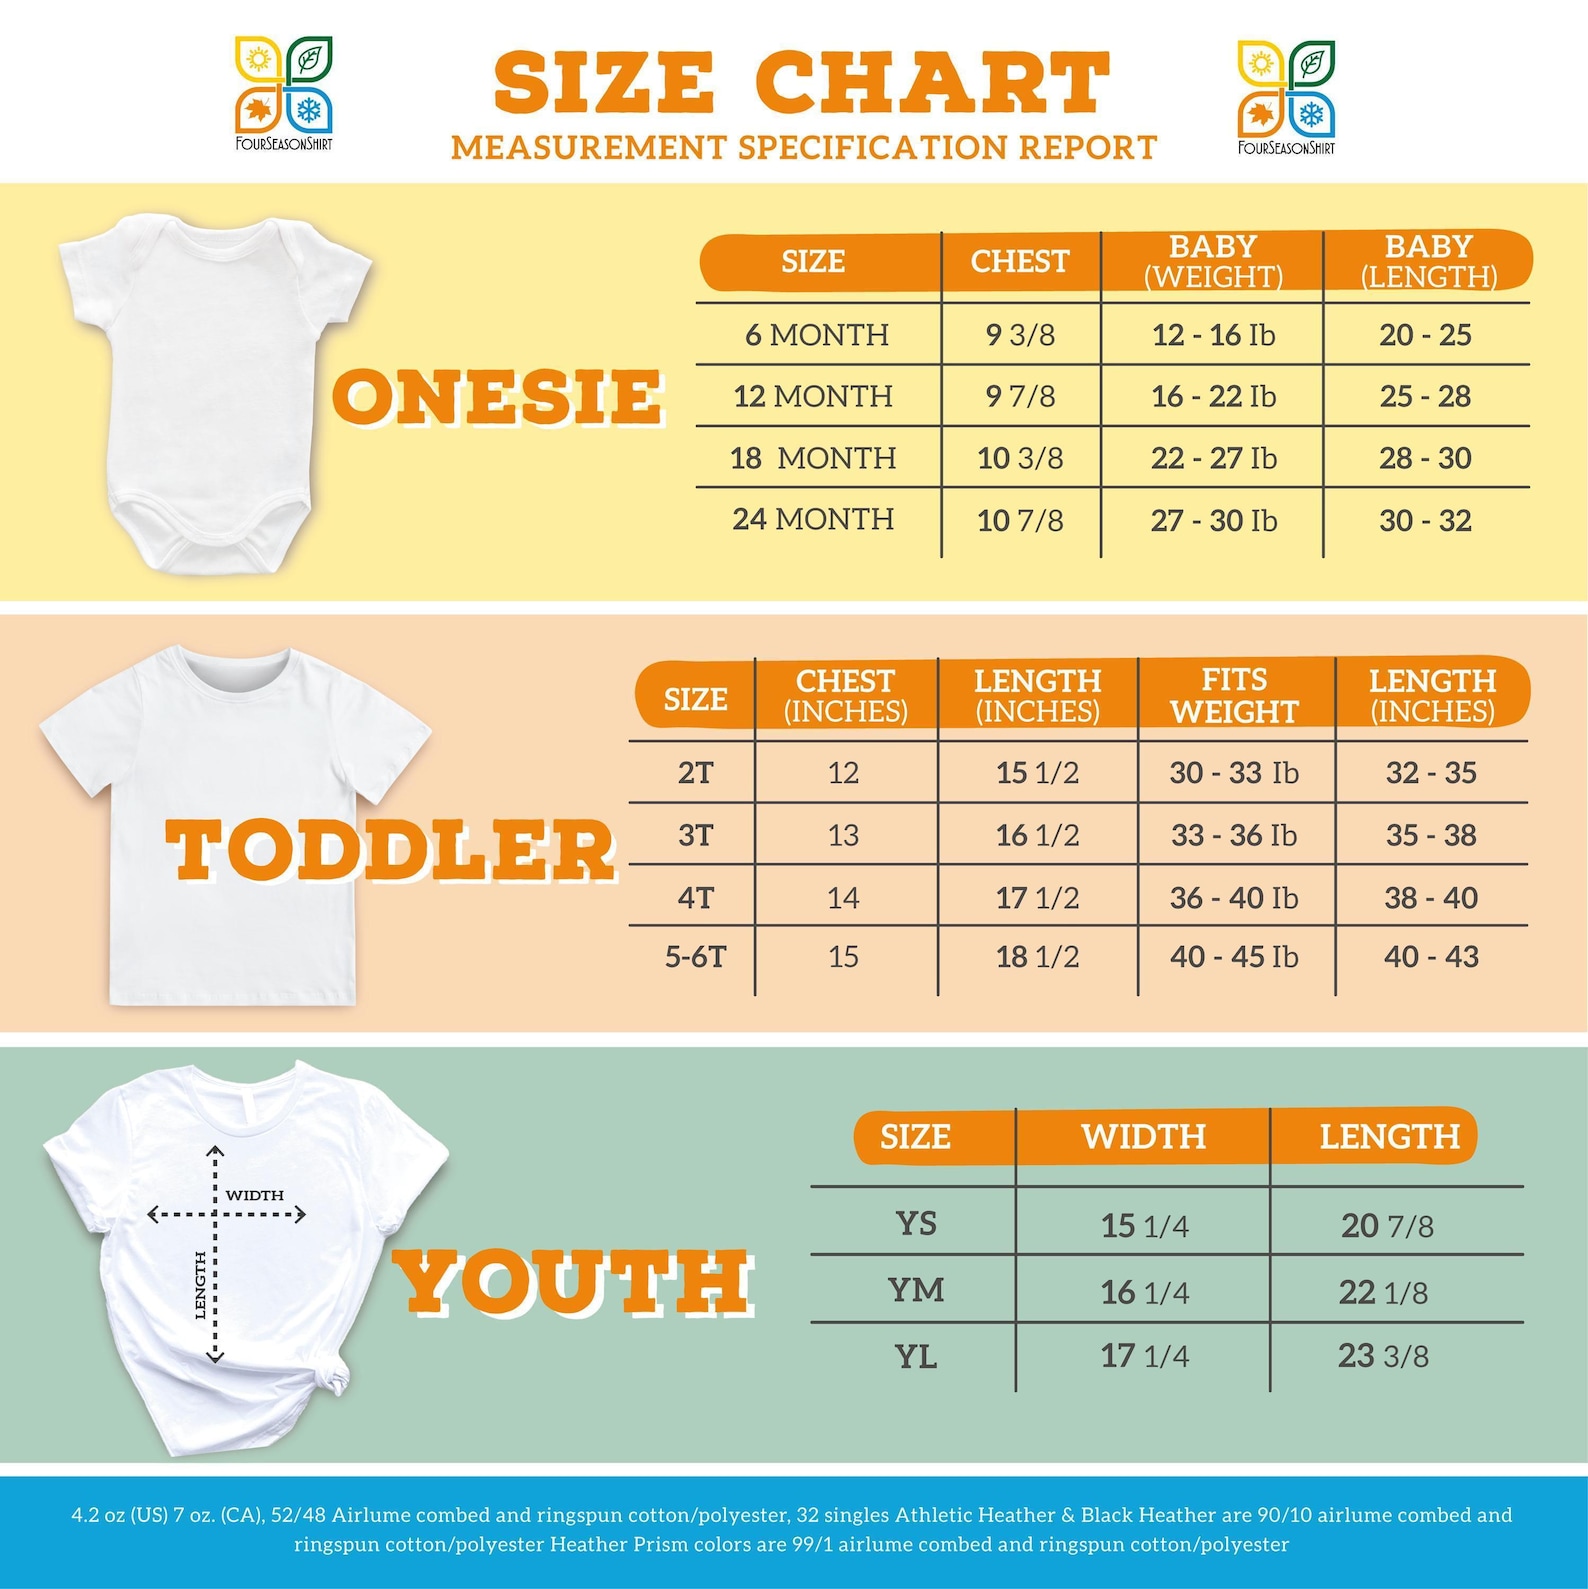 FOURSEASONSHIRT
SIZE CHART
MEASUREMENT SPECIFICATION REPORT
FOURSEASONSHIRT
ONESIE
SIZE CHEST BABY (WEIGHT) BABY (LENGTH)
6 MONTH 9 3/8 12 - 16 Ib 20 - 25
12 MONTH 9 7/8 16 - 22 Ib 25 - 28
18 MONTH 10 3/8 22 - 27 Ib 28 - 30
24 MONTH 10 7/8 27 - 30 Ib 30 - 32
TODDLER
SIZE CHEST (INCHES) LENGTH (INCHES) FITS WEIGHT LENGTH (INCHES)
2T 12 15 1/2 30 - 33 Ib 32 - 35
3T 13 16 1/2 33 - 36 Ib 35 - 38
4T 14 17 1/2 36 - 40 Ib 38 - 40
5-6T 15 18 1/2 40 - 45 Ib 40 - 43
WIDTH
LENGTH
YOUTH
SIZE WIDTH LENGTH
YS 15 1/4 20 7/8
YM 16 1/4 22 1/8
YL 17 1/4 23 3/8
4.2 oz (US) 7 oz. (CA), 52/48 Airlume combed and ringspun cotton/polyester, 32 singles Athletic Heather & Black Heather are 90/10 airlume combed and
ringspun cotton/polyester Heather Prism colors are 99/1 airlume combed and ringspun cotton/polyester